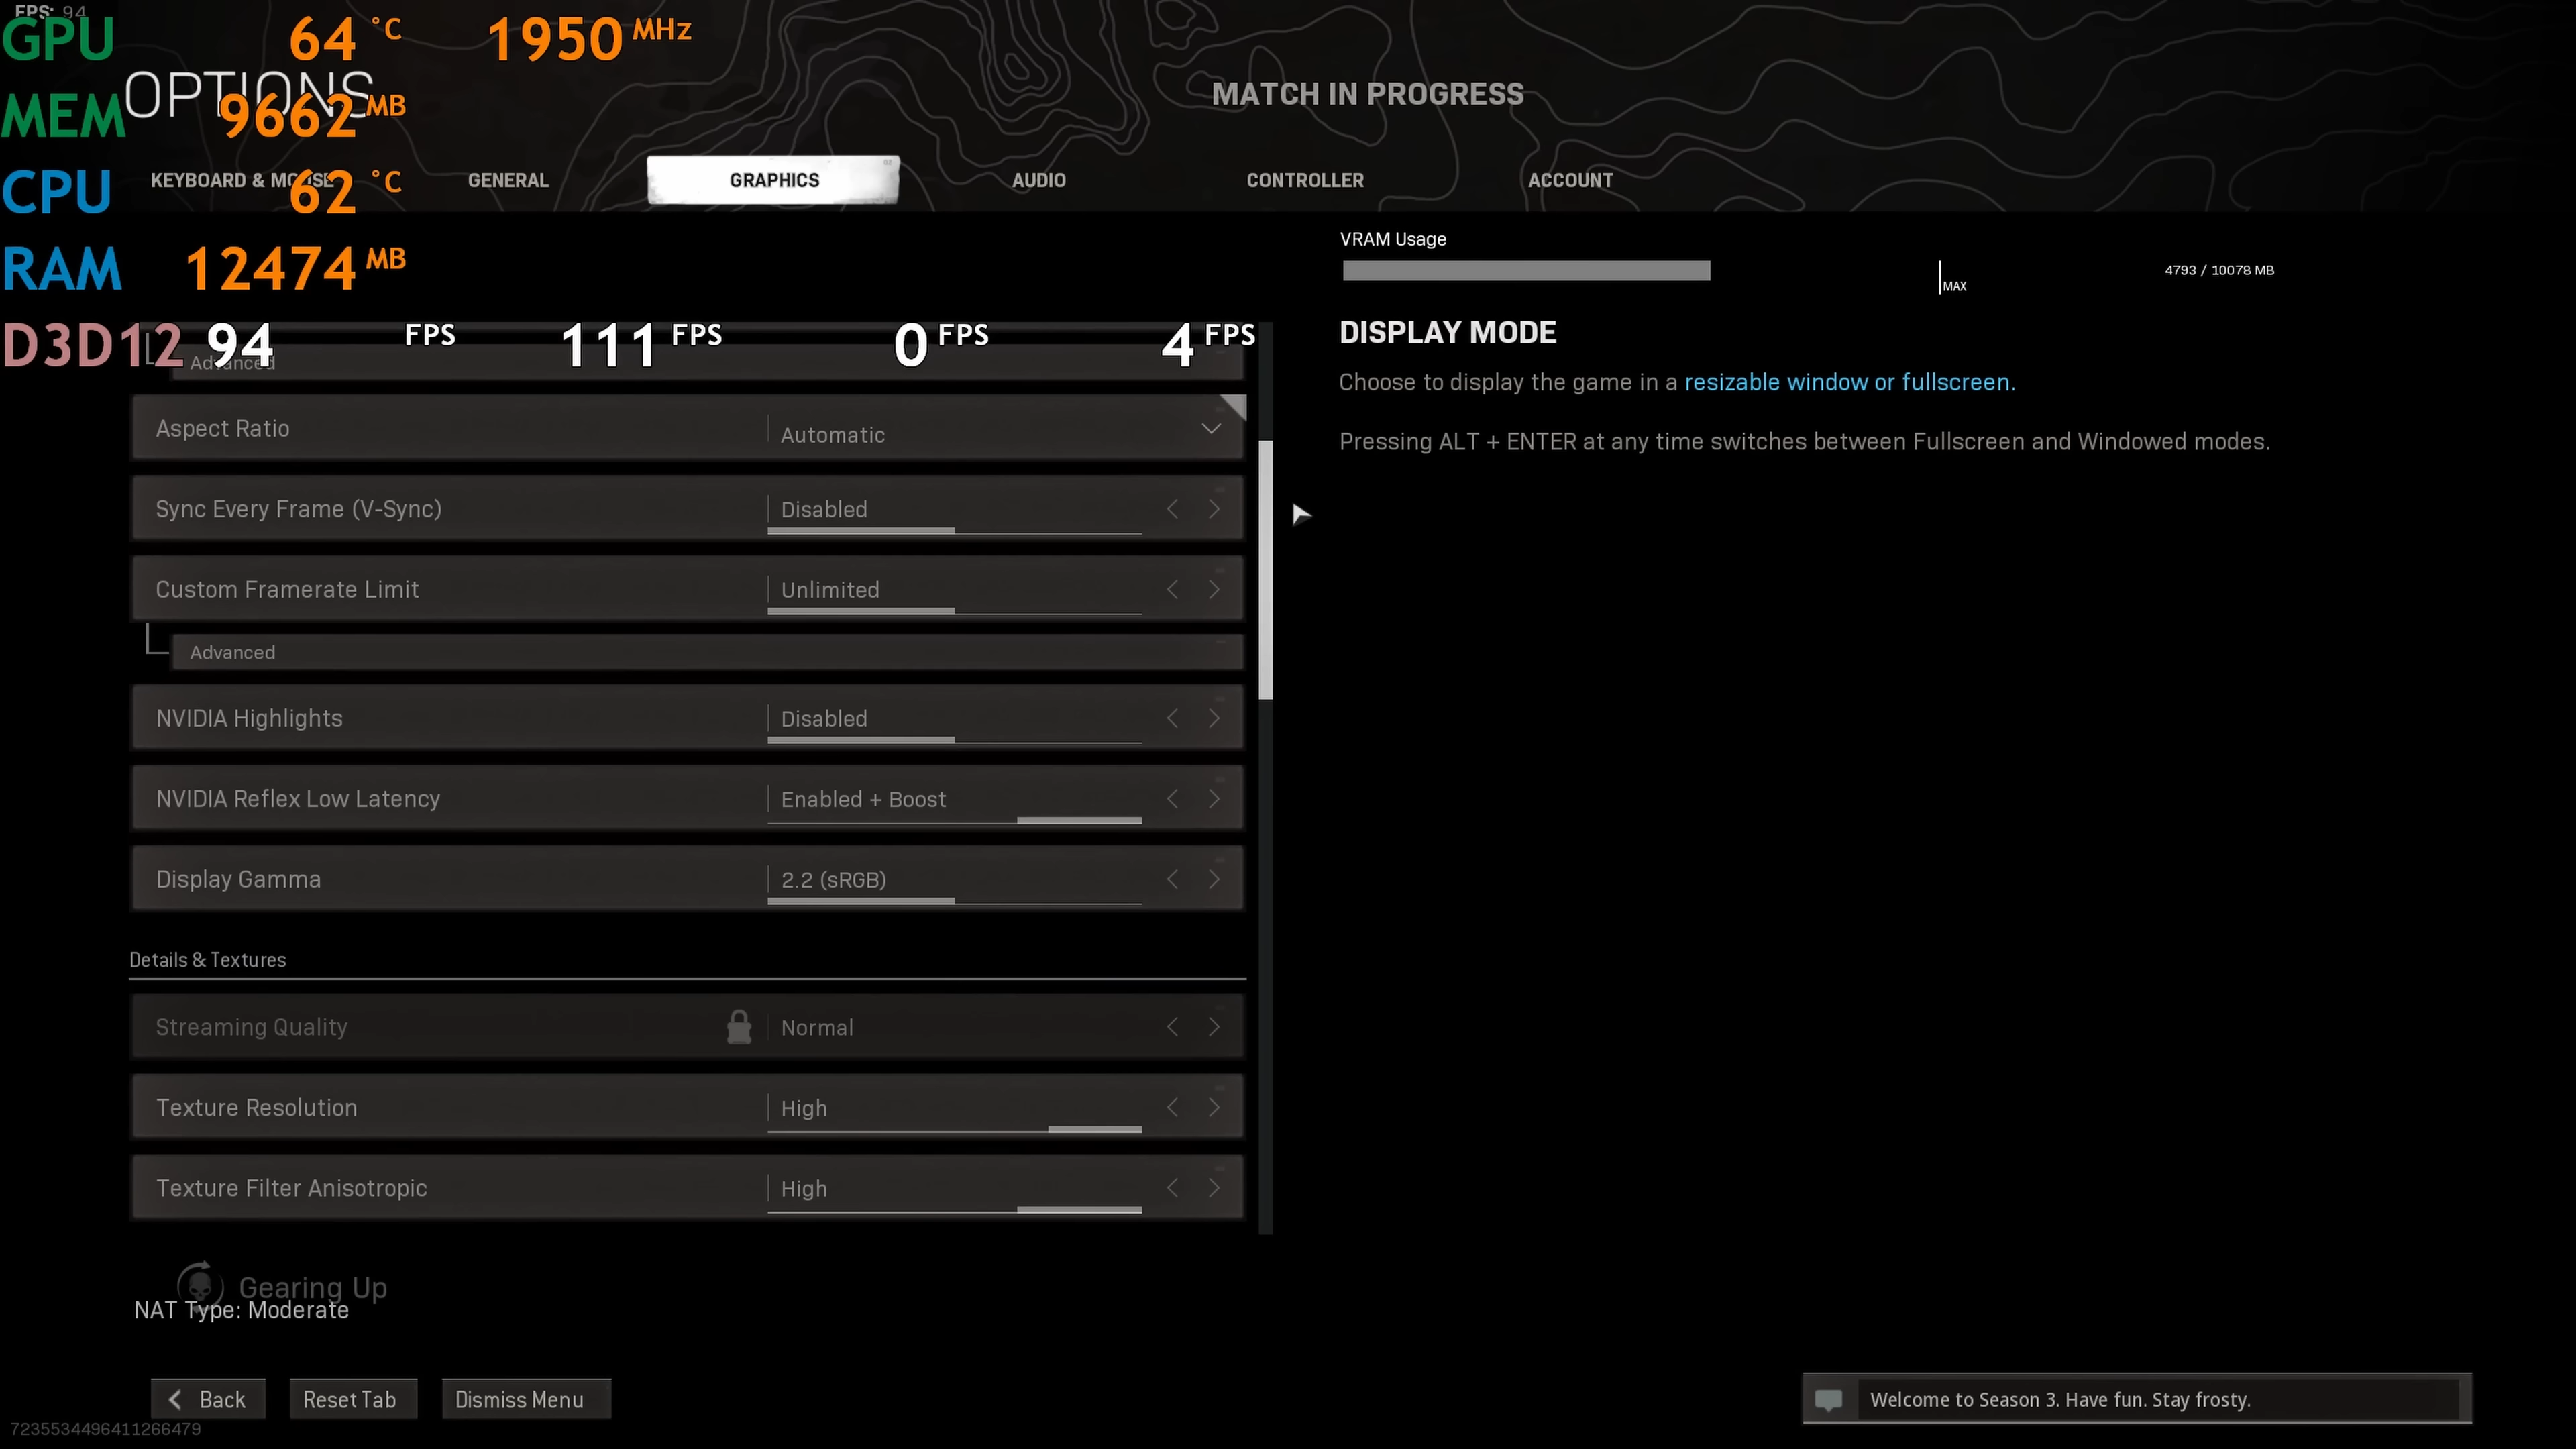 FPS: 94
GPU 64 °C 1950 MHz
OPTIONS
MATCH IN PROGRESS
MEM 9662 MB
KEYBOARD & MOUSE GENERAL GRAPHICS AUDIO CONTROLLER ACCOUNT
CPU 62 °C
RAM 12474 MB
D3D12 94 FPS 111 FPS 0 FPS 4 FPS
Advanced
Aspect Ratio Automatic
Sync Every Frame (V-Sync) Disabled
Custom Framerate Limit Unlimited
Advanced
NVIDIA Highlights Disabled
NVIDIA Reflex Low Latency Enabled + Boost
Display Gamma 2.2 (sRGB)
Details & Textures
Streaming Quality Normal
Texture Resolution High
Texture Filter Anisotropic High
VRAM Usage
4793 / 10078 MB
MAX
DISPLAY MODE
Choose to display the game in a resizable window or fullscreen.
Pressing ALT + ENTER at any time switches between Fullscreen and Windowed modes.
Gearing Up
NAT Type: Moderate
Back Reset Tab Dismiss Menu
Welcome to Season 3. Have fun. Stay frosty.
7235534496411266479